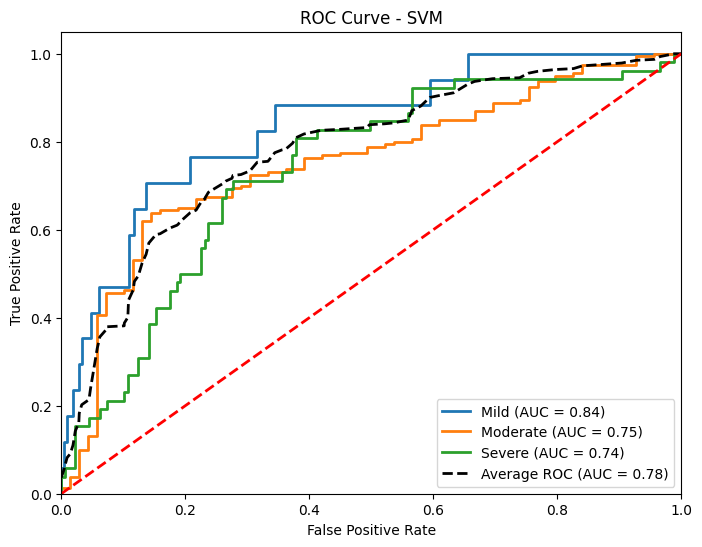 ROC Curve - SVM
True Positive Rate
1.0
0.8
0.6
0.4
0.2
0.0
Mild (AUC = 0.84)
Moderate (AUC = 0.75)
Severe (AUC = 0.74)
Average ROC (AUC = 0.78)
0.0 0.2 0.4 0.6 0.8 1.0
False Positive Rate